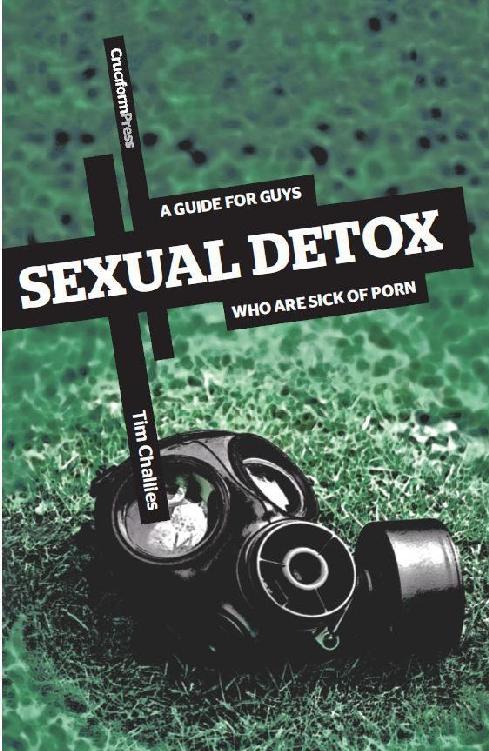 CruciformPress
A GUIDE FOR GUYS
SEXUAL DETOX
WHO ARE SICK OF PORN
Tim Challies